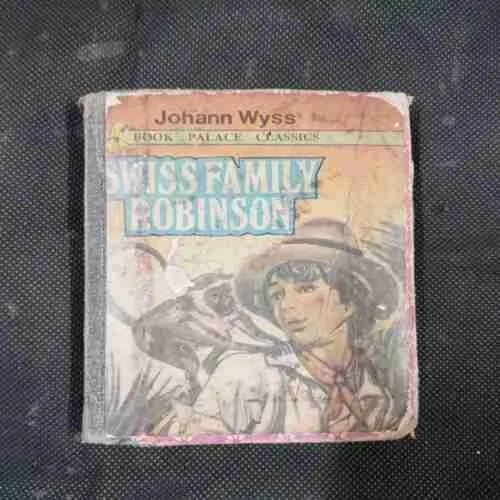 Johann Wyss
BOOK PALACE CLASSICS
SWISS FAMILY
ROBINSON